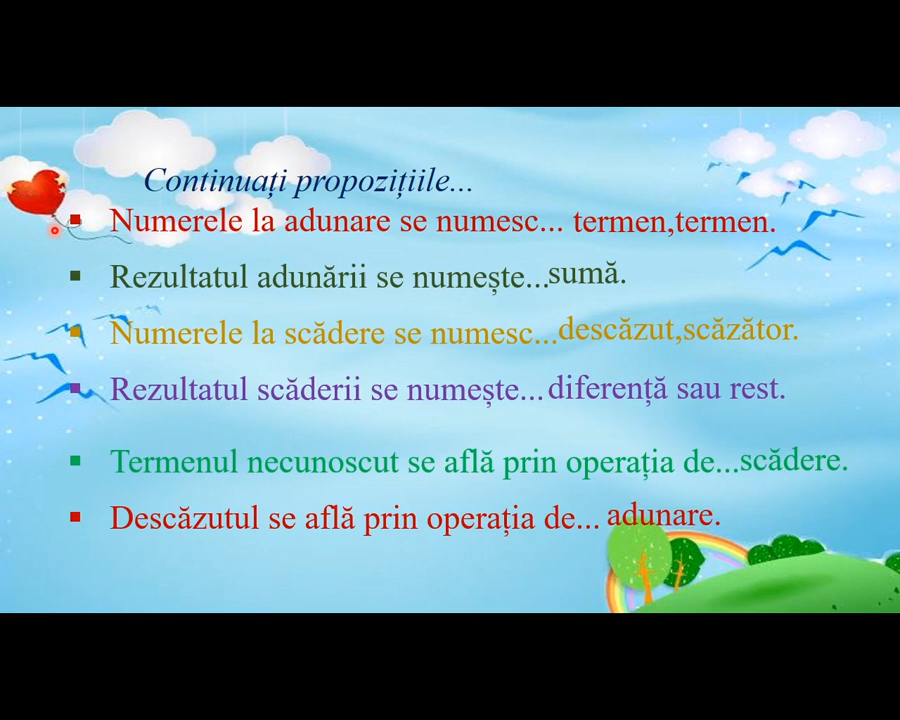 Continuați propozițiile...
Numerele la adunare se numesc... termen,termen.
Rezultatul adunării se numește...sumă.
Numerele la scădere se numesc...descăzut,scăzător.
Rezultatul scăderii se numește... diferență sau rest.
Termenul necunoscut se află prin operația de...scădere.
Descăzutul se află prin operația de... adunare.